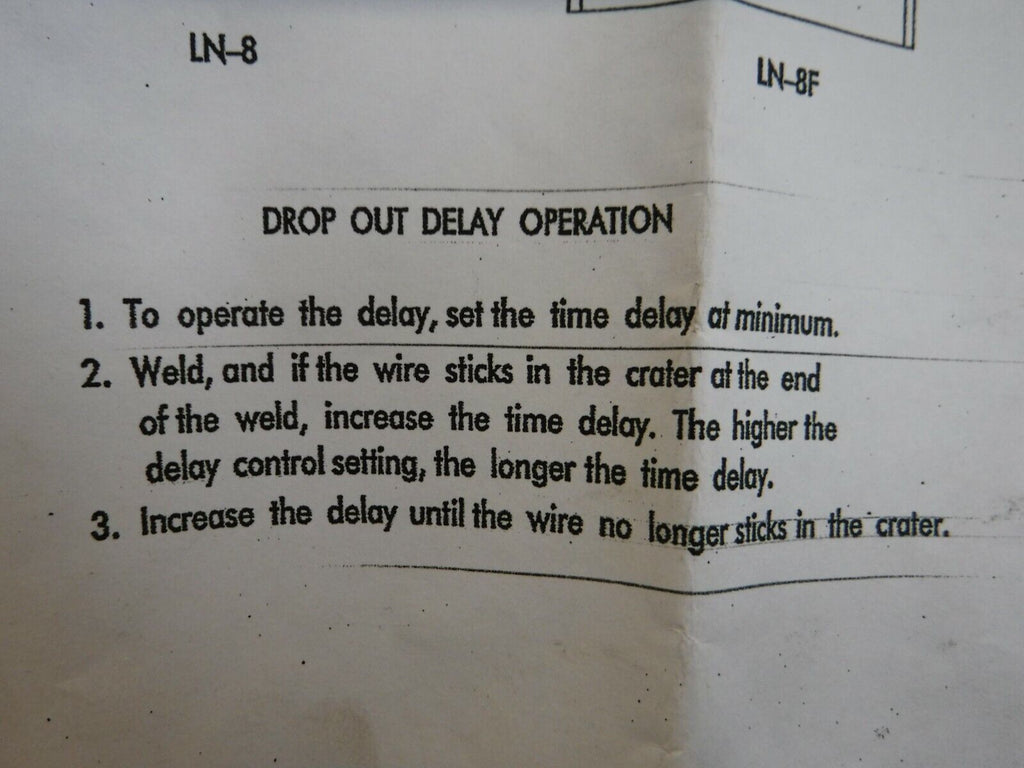 LN-8
LN-8F
DROP OUT DELAY OPERATION
1. To operate the delay, set the time delay at minimum.
2. Weld, and if the wire sticks in the crater at the end
of the weld, increase the time delay. The higher the
delay control setting, the longer the time delay.
3. Increase the delay until the wire no longer sticks in the crater.